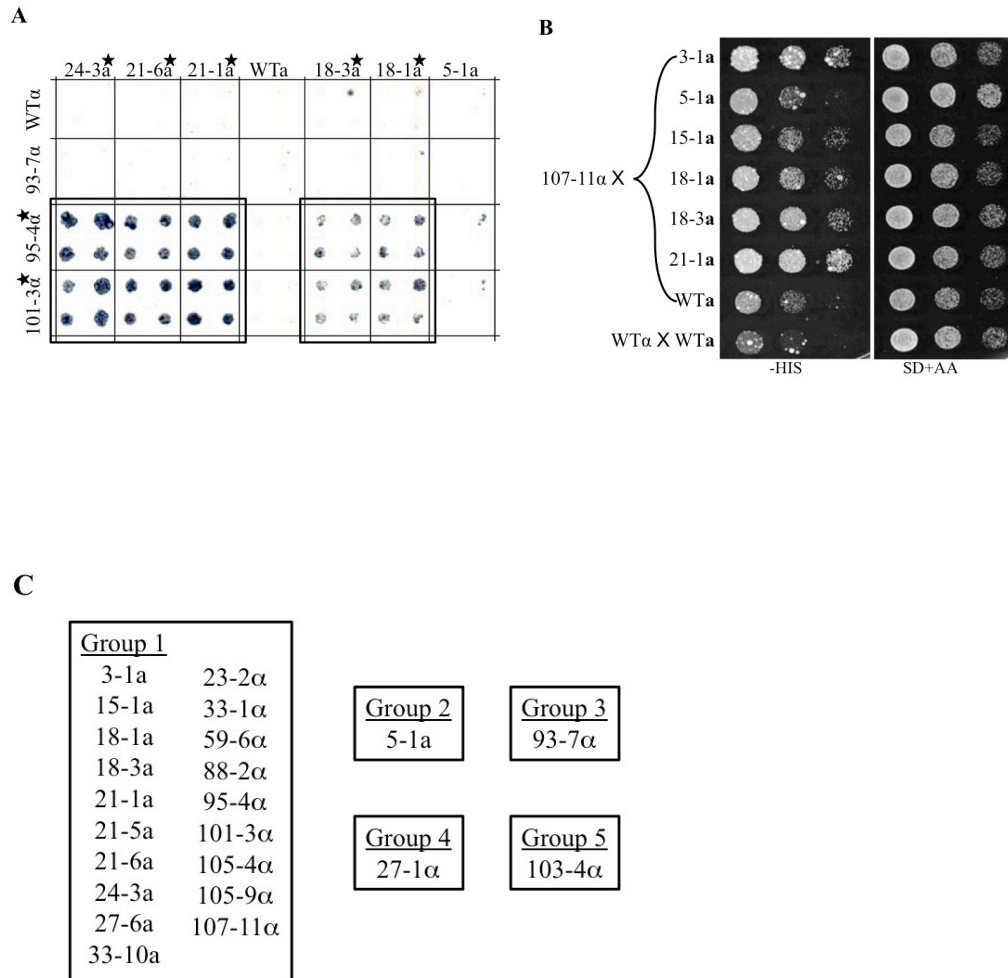 A
24-3a★ 21-6a★ 21-1a★ WTa 18-3a★ 18-1a★ 5-1a
WTα
93-7α
95-4α★
101-3α★
B
107-11α X
3-1a
5-1a
15-1a
18-1a
18-3a
21-1a
WTa
WTα X WTa
-HIS SD+AA
C
Group 1
3-1a 23-2α
15-1a 33-1α
18-1a 59-6α
18-3a 88-2α
21-1a 95-4α
21-5a 101-3α
21-6a 105-4α
24-3a 105-9α
27-6a 107-11α
33-10a
Group 2
5-1a
Group 3
93-7α
Group 4
27-1α
Group 5
103-4α